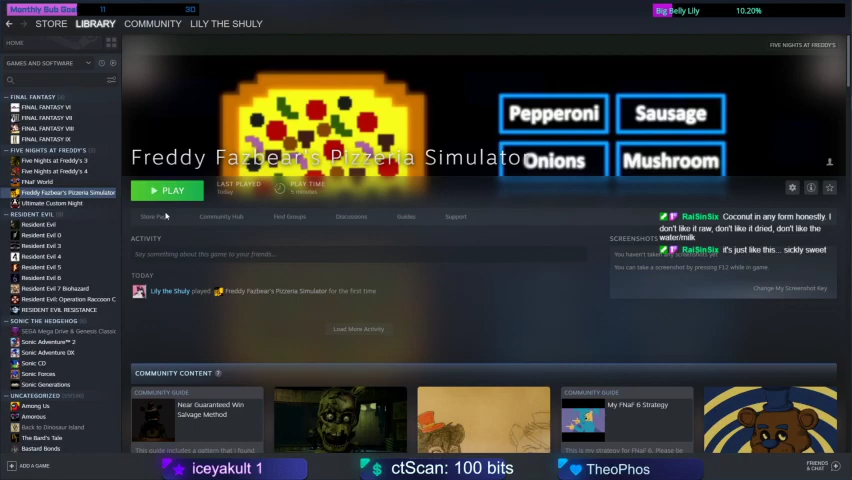 Monthly Sub Goal 11 30
Big Belly Lily 10.20%
STORE LIBRARY COMMUNITY LILY THE SHULY
HOME
FIVE NIGHTS AT FREDDY'S
GAMES AND SOFTWARE
FINAL FANTASY
FINAL FANTASY VI
FINAL FANTASY VII
FINAL FANTASY VIII
FINAL FANTASY IX
FIVE NIGHTS AT FREDDY'S
Five Nights at Freddy's 3
Five Nights at Freddy's 4
FNaF World
Freddy Fazbear's Pizzeria Simulator
Ultimate Custom Night
RESIDENT EVIL
Resident Evil
Resident Evil 0
Resident Evil 3
Resident Evil 4
Resident Evil 5
Resident Evil 6
Resident Evil 7 Biohazard
Resident Evil: Operation Raccoon C
RESIDENT EVIL RESISTANCE
SONIC THE HEDGEHOG
SEGA Mega Drive & Genesis Classic
Sonic Adventure™ 2
Sonic Adventure DX
Sonic CD
Sonic Forces
Sonic Generations
UNCATEGORIZED
Among Us
Amorous
Back to Dinosaur Island
The Bard's Tale
Bastard Bonds
ADD A GAME
Pepperoni Sausage
Onions Mushroom
Freddy Fazbear's Pizzeria Simulator
PLAY
LAST PLAYED
Today
PLAY TIME
5 minutes
Store Page Community Hub Find Groups Discussions Guides Support
RaiSinSix Coconut in any form honestly. I
don't like it raw, don't like it dried, don't like the
water/milk
RaiSinSix it's just like this... sickly sweet
ACTIVITY
Say something about this game to your friends...
TODAY
Lily the Shuly played Freddy Fazbear's Pizzeria Simulator for the first time
Load More Activity
SCREENSHOTS
You haven't taken any screenshots yet
You can take a screenshot by pressing F12 while in game
Change My Screenshot Key
COMMUNITY CONTENT
COMMUNITY GUIDE
Near Guaranteed Win
Salvage Method
This guide includes a pattern that I found
COMMUNITY GUIDE
My FNaF 6 Strategy
iceyakult 1
ctScan: 100 bits
TheoPhos
FRIENDS
& CHAT